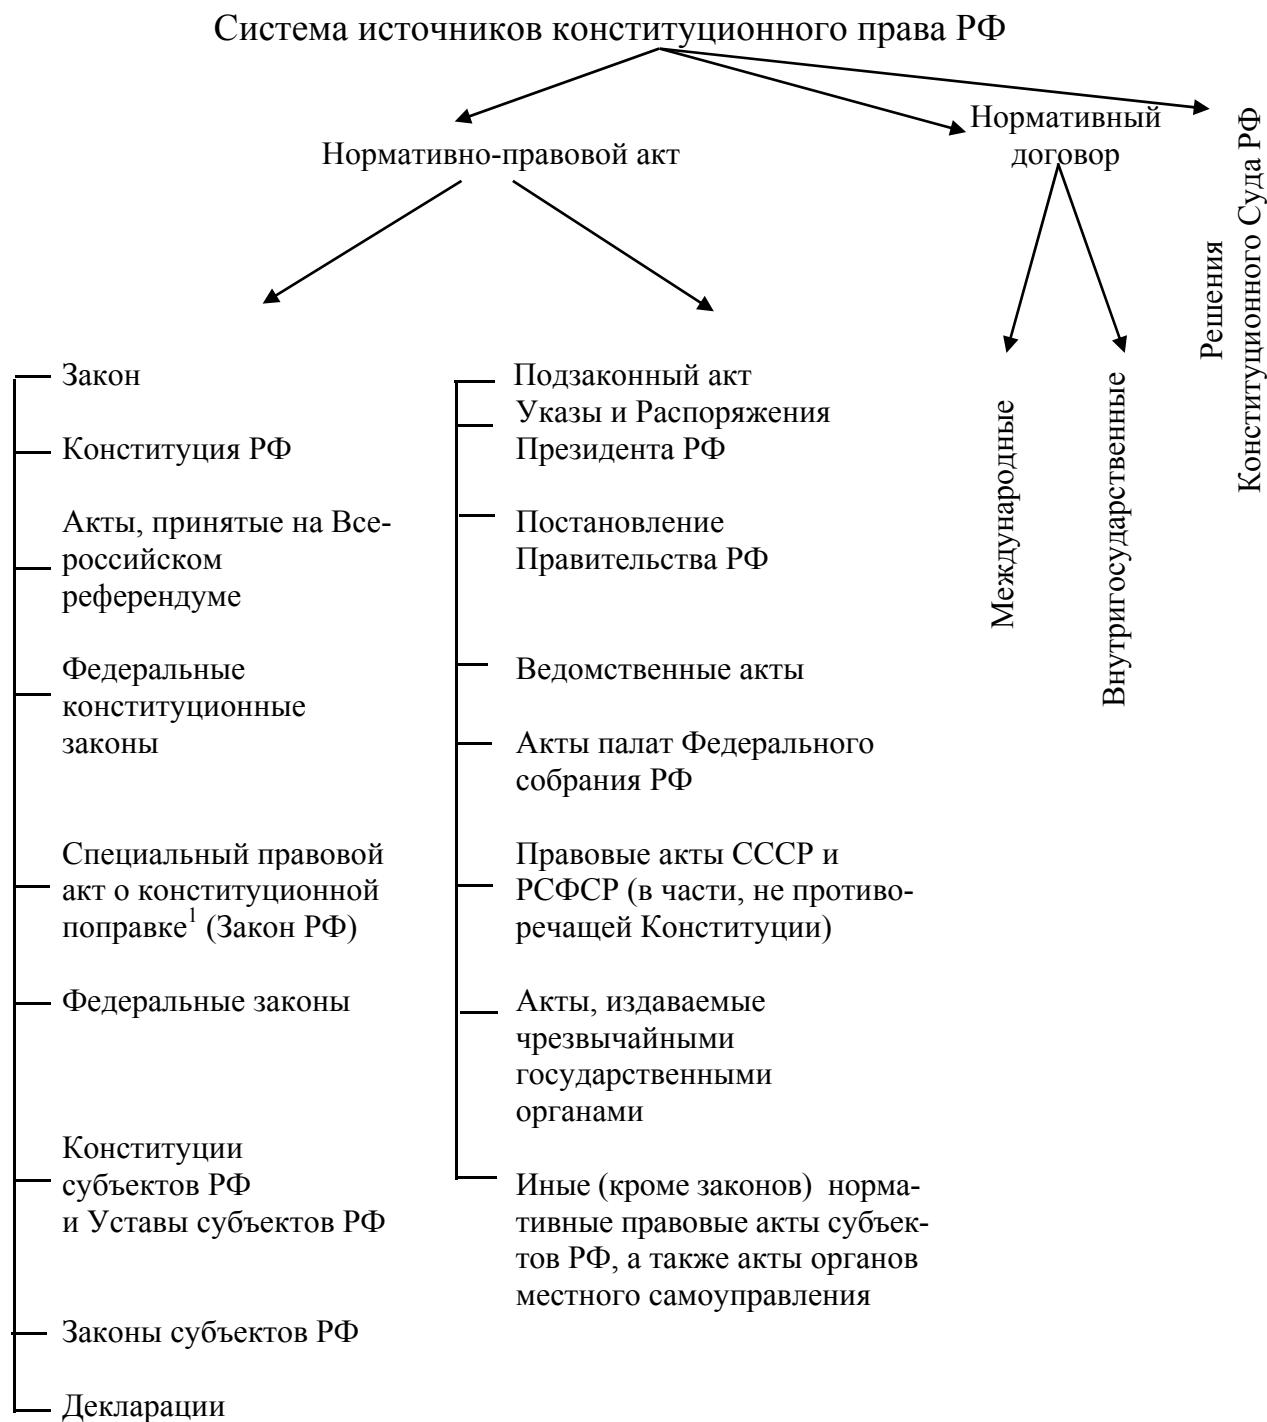 Система источников конституционного права РФ
Нормативно-правовой акт
Нормативный
договор
Решения
Конституционного Суда РФ
Международные
Внутригосударственные
Закон
Конституция РФ
Акты, принятые на Все-
российском
референдуме
Федеральные
конституционные
законы
Специальный правовой
акт о конституционной
поправке¹ (Закон РФ)
Федеральные законы
Конституции
субъектов РФ
и Уставы субъектов РФ
Законы субъектов РФ
Декларации
Подзаконный акт
Указы и Распоряжения
Президента РФ
Постановление
Правительства РФ
Ведомственные акты
Акты палат Федерального
собрания РФ
Правовые акты СССР и
РСФСР (в части, не противо-
речащей Конституции)
Акты, издаваемые
чрезвычайными
государственными
органами
Иные (кроме законов) норма-
тивные правовые акты субъек-
тов РФ, а также акты органов
местного самоуправления